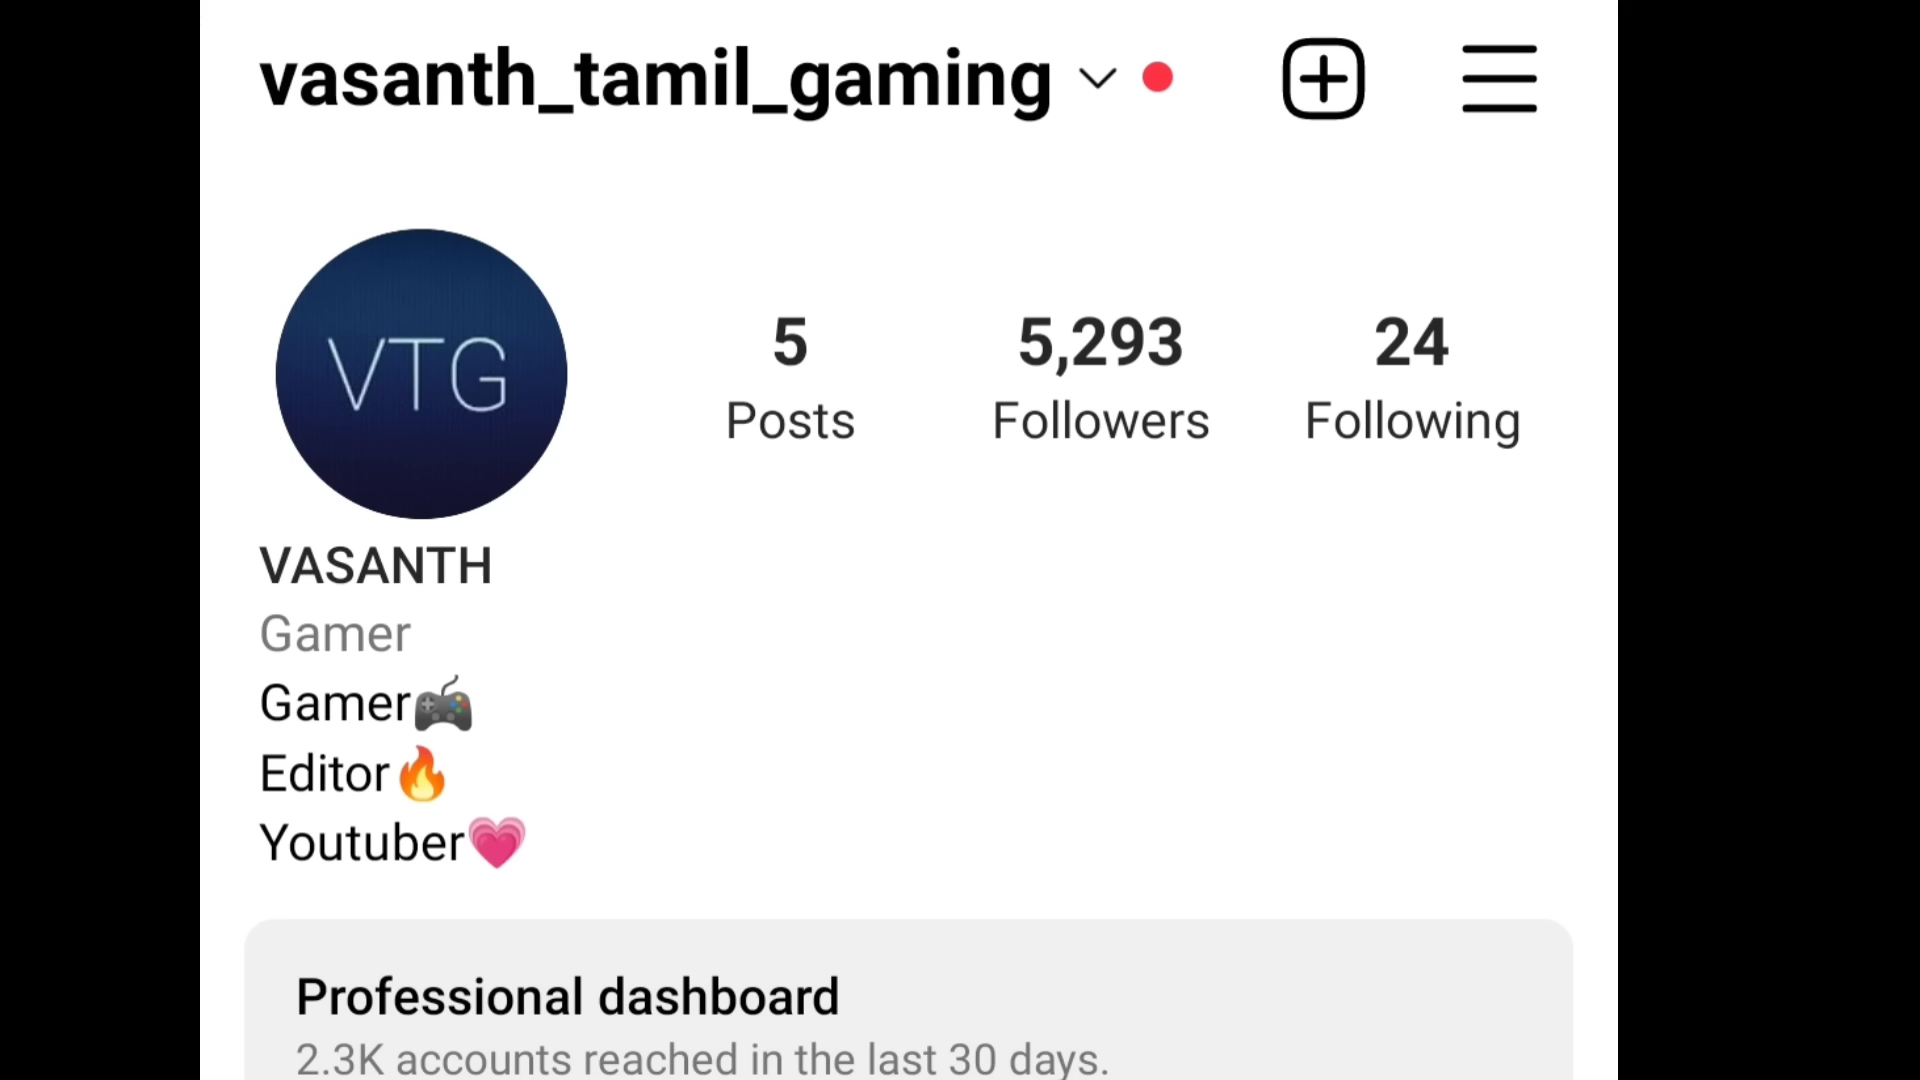 vasanth_tamil_gaming
VTG
5 5,293 24
Posts Followers Following
VASANTH
Gamer
Gamer🎮
Editor🔥
Youtuber💗
Professional dashboard
2.3K accounts reached in the last 30 days.